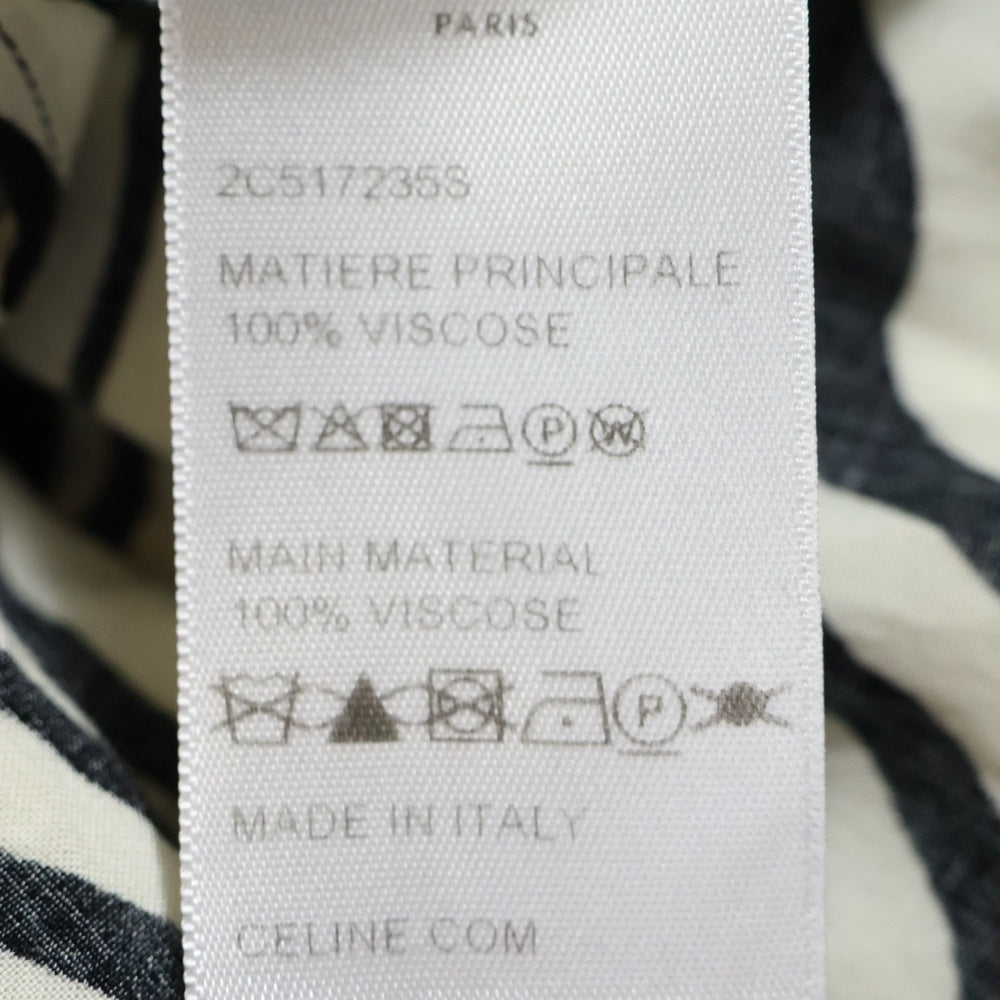 PARIS
2C517235S
MATIERE PRINCIPALE
100% VISCOSE
P W
MAIN MATERIAL
100% VISCOSE
P
MADE IN ITALY
CELINE.COM